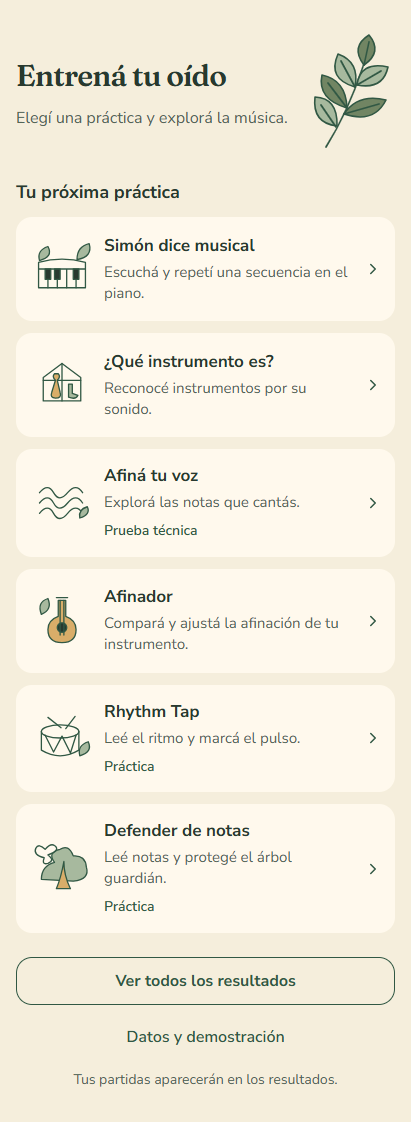 Entrená tu oído
Elegí una práctica y explorá la música.
Tu próxima práctica
Simón dice musical
Escuchá y repetí una secuencia en el
piano.
¿Qué instrumento es?
Reconocé instrumentos por su
sonido.
Afiná tu voz
Explorá las notas que cantás.
Prueba técnica
Afinador
Compará y ajustá la afinación de tu
instrumento.
Rhythm Tap
Leé el ritmo y marcá el pulso.
Práctica
Defender de notas
Leé notas y protegé el árbol
guardián.
Práctica
Ver todos los resultados
Datos y demostración
Tus partidas aparecerán en los resultados.